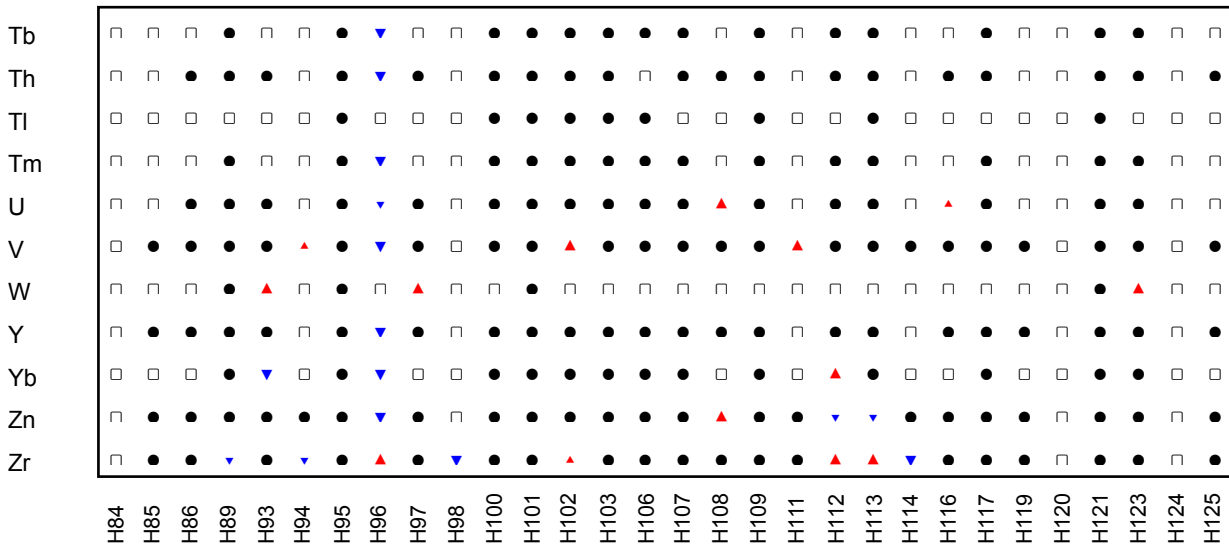 Tb
Th
Tl
Tm
U
V
W
Y
Yb
Zn
Zr
H84 H85 H86 H89 H93 H94 H95 H96 H97 H98 H100 H101 H102 H103 H106 H107 H108 H109 H111 H112 H113 H114 H116 H117 H119 H120 H121 H123 H124 H125